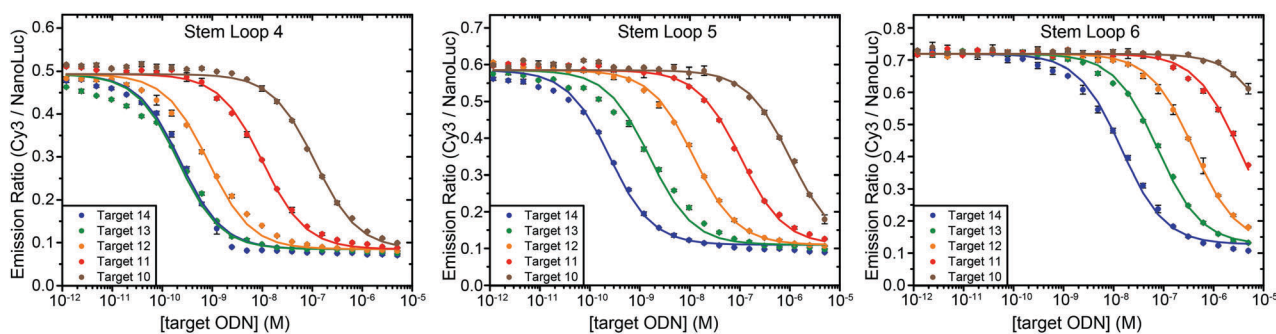 Stem Loop 4
Emission Ratio (Cy3 / NanoLuc)
0.6
0.5
0.4
0.3
0.2
0.1
0.0
Target 14
Target 13
Target 12
Target 11
Target 10
10⁻¹² 10⁻¹¹ 10⁻¹⁰ 10⁻⁹ 10⁻⁸ 10⁻⁷ 10⁻⁶ 10⁻⁵
[target ODN] (M)
Stem Loop 5
Emission Ratio (Cy3 / NanoLuc)
0.7
0.6
0.5
0.4
0.3
0.2
0.1
0.0
Target 14
Target 13
Target 12
Target 11
Target 10
10⁻¹² 10⁻¹¹ 10⁻¹⁰ 10⁻⁹ 10⁻⁸ 10⁻⁷ 10⁻⁶ 10⁻⁵
[target ODN] (M)
Stem Loop 6
Emission Ratio (Cy3 / NanoLuc)
0.8
0.7
0.6
0.5
0.4
0.3
0.2
0.1
0.0
Target 14
Target 13
Target 12
Target 11
Target 10
10⁻¹² 10⁻¹¹ 10⁻¹⁰ 10⁻⁹ 10⁻⁸ 10⁻⁷ 10⁻⁶ 10⁻⁵
[target ODN] (M)